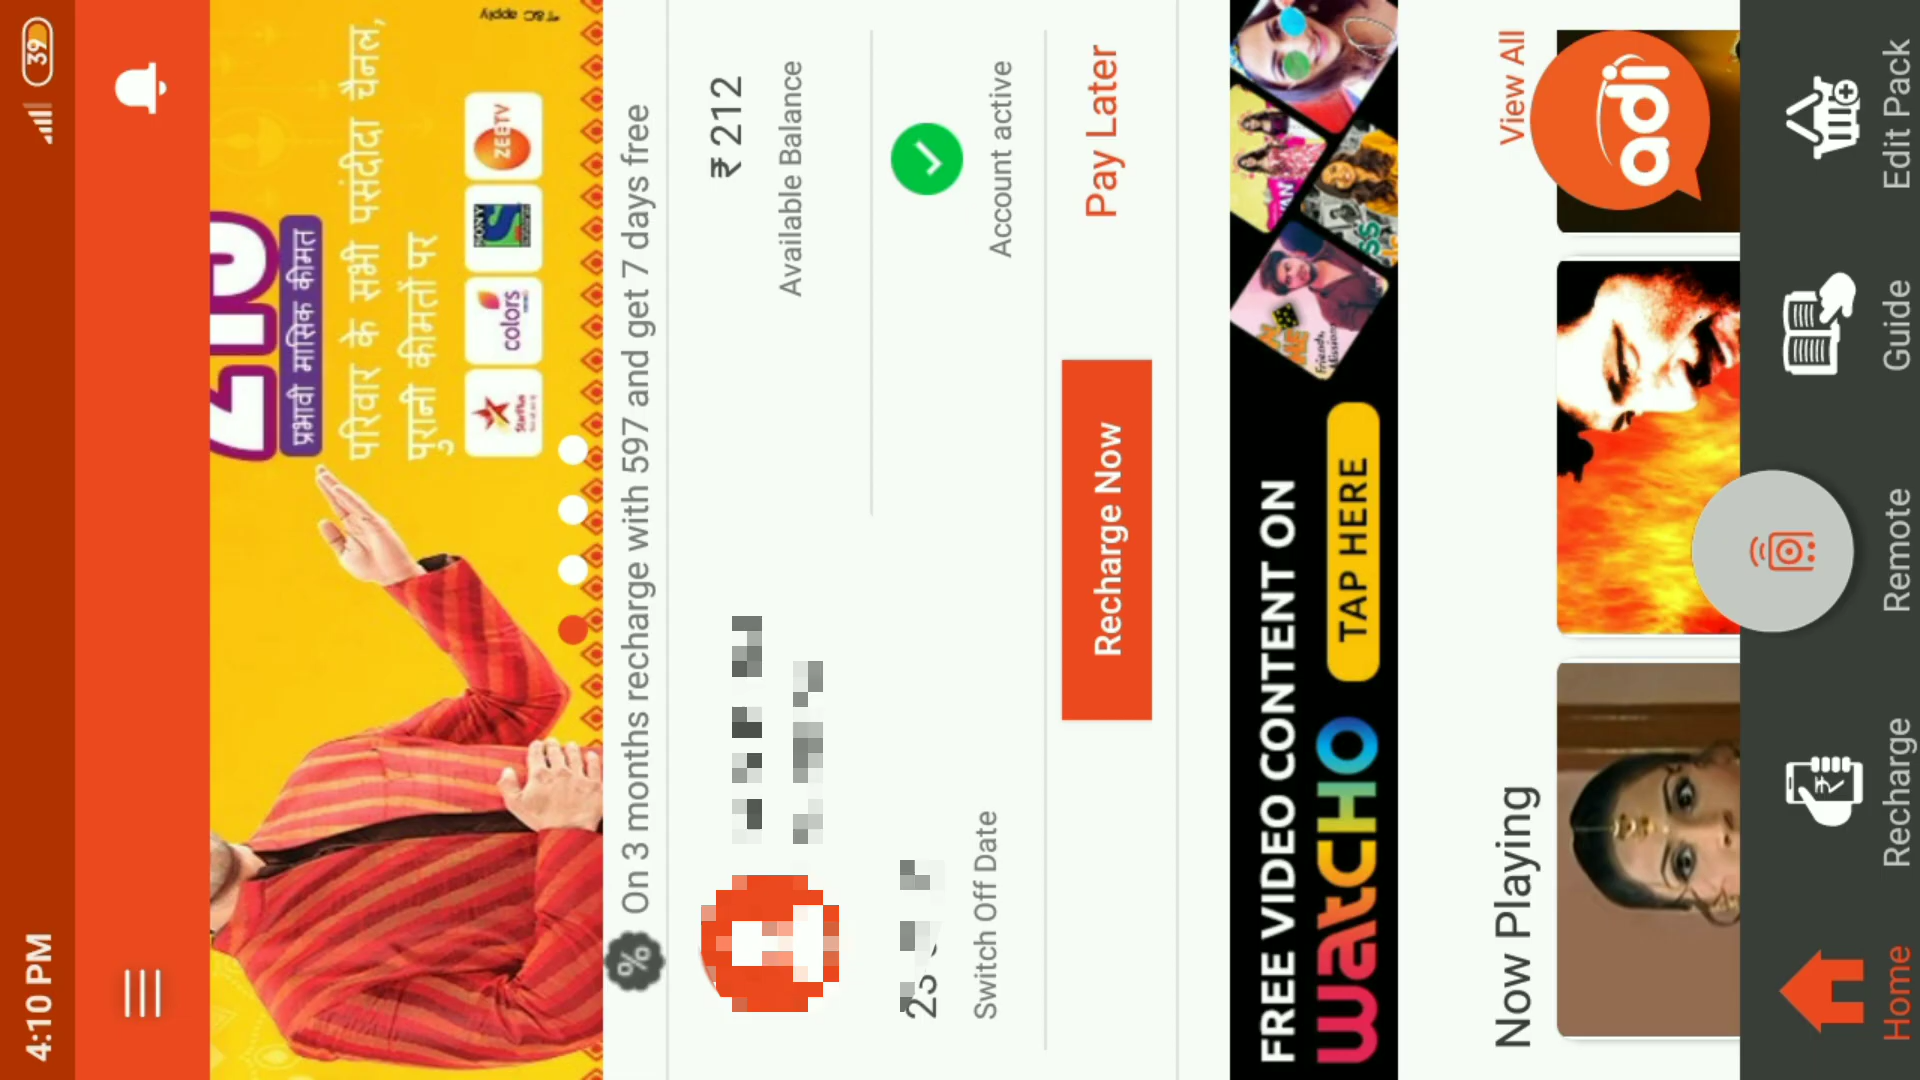 4:10 PM
39
प्रभावी मासिक कीमत
परिवार के सभी पसंदीदा चैनल,
पुरानी कीमतों पर
StarPlus
colors
SONY
ZEE TV
*T&C apply
On 3 months recharge with 597 and get 7 days free
₹ 212
Available Balance
Switch Off Date
Account active
Recharge Now
Pay Later
FREE VIDEO CONTENT ON
WATCHO
TAP HERE
Now Playing
View All
adi
Home
Recharge
Remote
Guide
Edit Pack